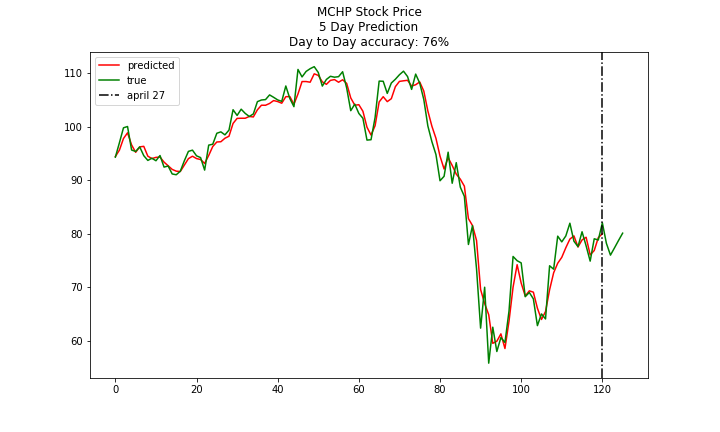 MCHP Stock Price
5 Day Prediction
Day to Day accuracy: 76%
predicted
true
april 27
110
100
90
80
70
60
0 20 40 60 80 100 120